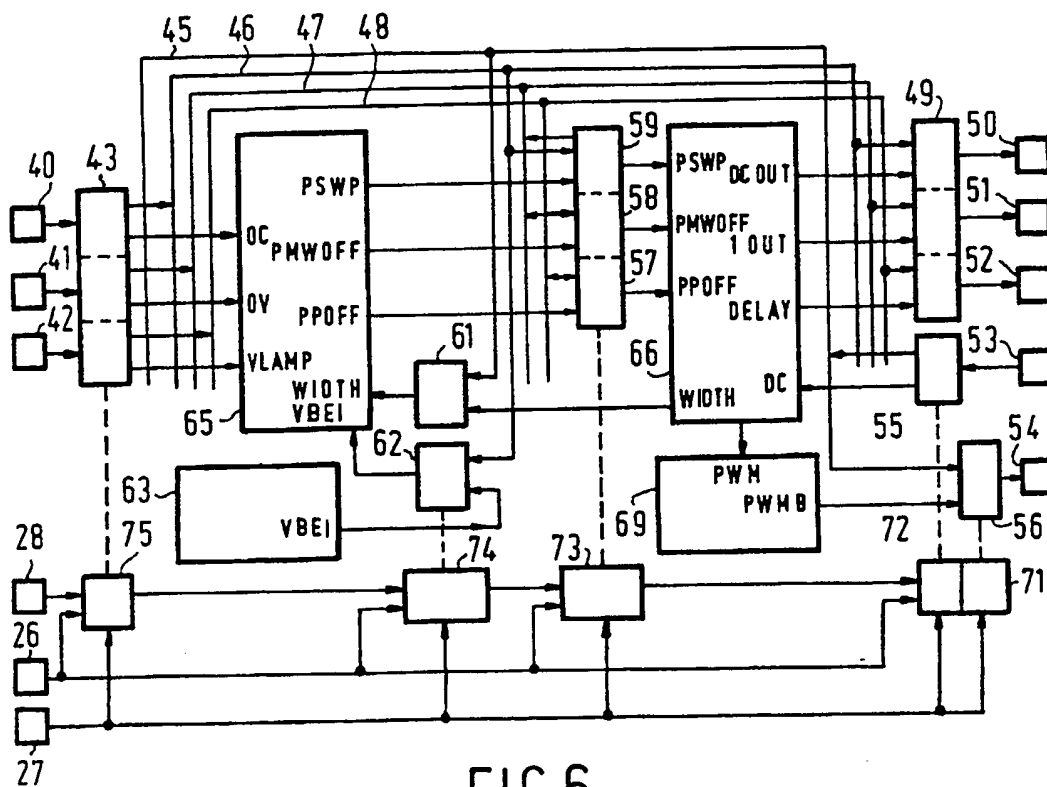 45 46 47 48
49
50
59
43
40
PSWP
PSWP
DC OUT
58
51
41
OC
PMWOFF
PMWOFF
1 OUT
57
52
42
OV
PPOFF
PPOFF
DELAY
61
53
VLAMP
WIDTH
VBEI
65
66
WIDTH
DC
55
54
62
63
VBEI
PWM
PWMB
69
72
56
28
75
74
73
71
26
27
FIG.6